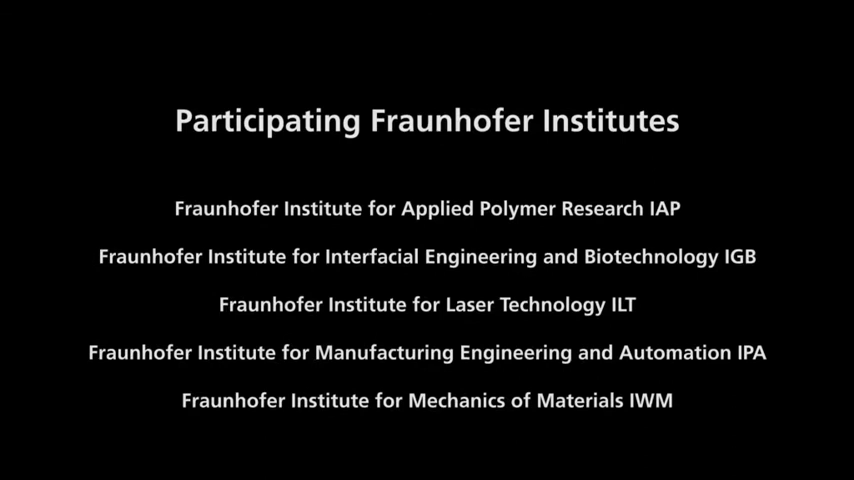 Participating Fraunhofer Institutes
Fraunhofer Institute for Applied Polymer Research IAP
Fraunhofer Institute for Interfacial Engineering and Biotechnology IGB
Fraunhofer Institute for Laser Technology ILT
Fraunhofer Institute for Manufacturing Engineering and Automation IPA
Fraunhofer Institute for Mechanics of Materials IWM